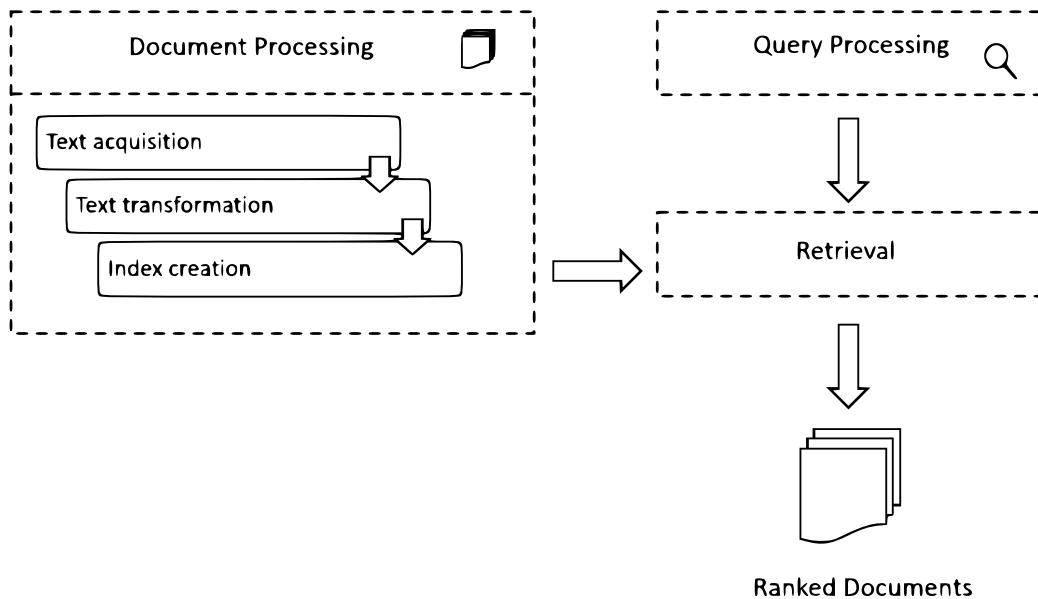 Document Processing
Text acquisition
Text transformation
Index creation
Query Processing
Retrieval
Ranked Documents